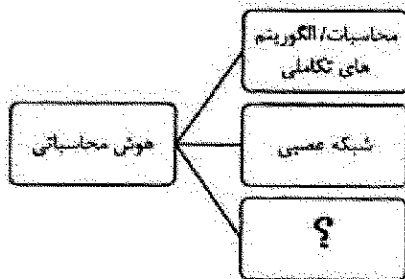 محاسبات/الگوریتم
های تکاملی
هوش محاسباتی
شبکه عصبی
؟